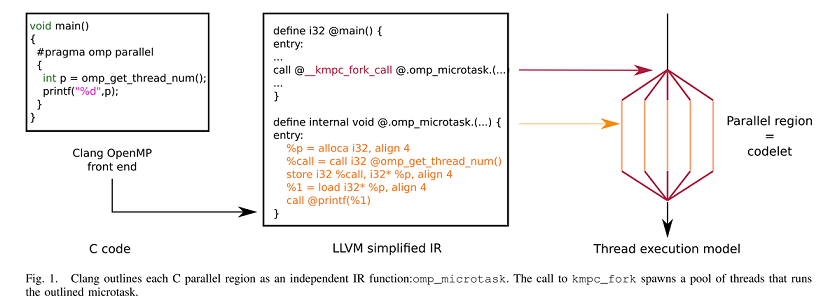 void main()
{
#pragma omp parallel
{
int p = omp_get_thread_num();
printf("%d",p);
}
}
Clang OpenMP
front end
C code
define i32 @main() {
entry:
...
call @__kmpc_fork_call @.omp_microtask.(...)
...
}
define internal void @.omp_microtask.(...) {
entry:
%p = alloca i32, align 4
%call = call i32 @omp_get_thread_num()
store i32 %call, i32* %p, align 4
%1 = load i32* %p, align 4
call @printf(%1)
}
LLVM simplified IR
Parallel region
=
codelet
Thread execution model
Fig. 1. Clang outlines each C parallel region as an independent IR function:omp_microtask. The call to kmpc_fork spawns a pool of threads that runs
the outlined microtask.